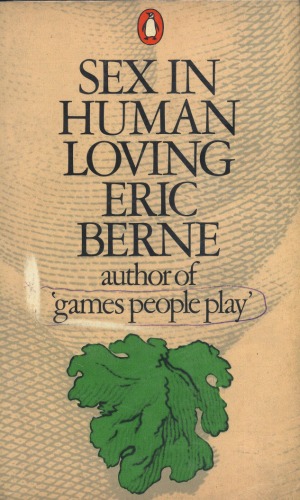 SEX IN
HUMAN
LOVING
ERIC
BERNE
author of
'games people play'